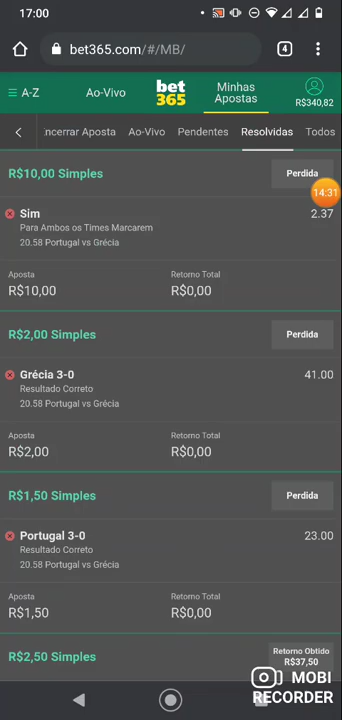 17:00
bet365.com/#/MB/
4
A-Z
Ao-Vivo
bet
365
Minhas
Apostas
R$340,82
ncerrar Aposta
Ao-Vivo
Pendentes
Resolvidas
Todos
R$10,00 Simples
Perdida
14:31
Sim
2.37
Para Ambos os Times Marcarem
20.58 Portugal vs Grécia
Aposta
Retorno Total
R$10,00
R$0,00
R$2,00 Simples
Perdida
Grécia 3-0
41.00
Resultado Correto
20.58 Portugal vs Grécia
Aposta
Retorno Total
R$2,00
R$0,00
R$1,50 Simples
Perdida
Portugal 3-0
23.00
Resultado Correto
20.58 Portugal vs Grécia
Aposta
Retorno Total
R$1,50
R$0,00
R$2,50 Simples
Retorno Obtido
R$37,50
MOBI
RECORDER